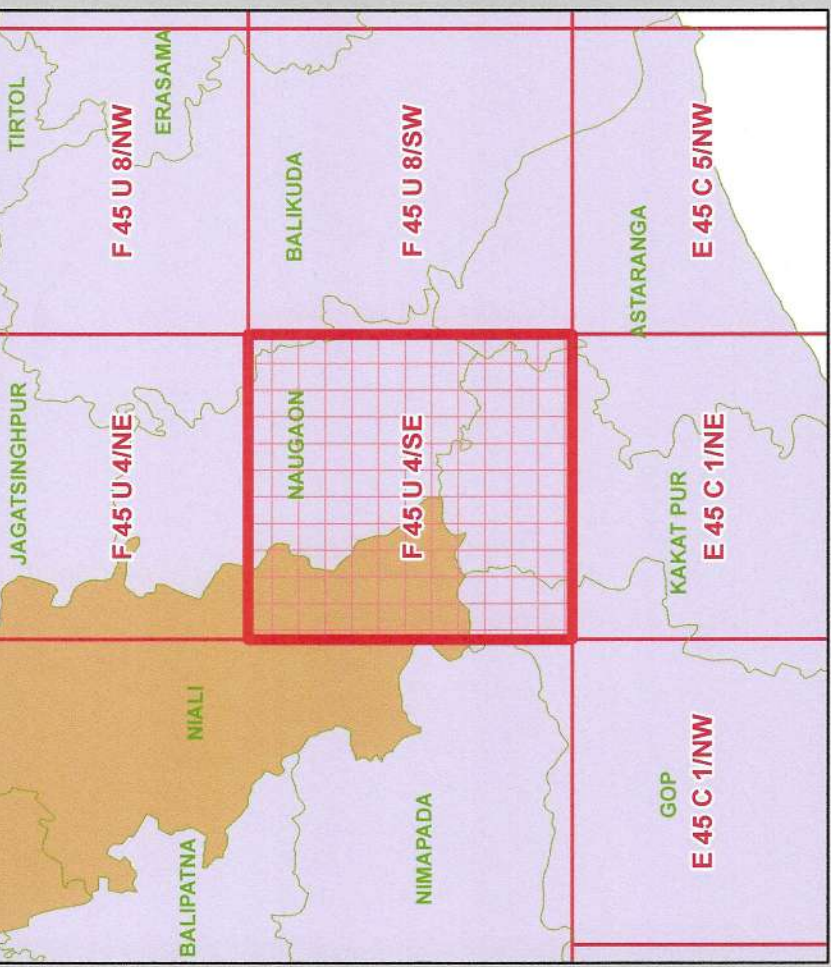 JAGATSINGHPUR
TIRTOL
F 45 U 4/NE
F 45 U 8/NW
ERASAMA
BALIPATNA
NIALI
NAUGAON
BALIKUDA
NIMAPADA
F 45 U 4/SE
F 45 U 8/SW
ASTARANGA
GOP
KAKAT PUR
E 45 C 1/NW
E 45 C 1/NE
E 45 C 5/NW